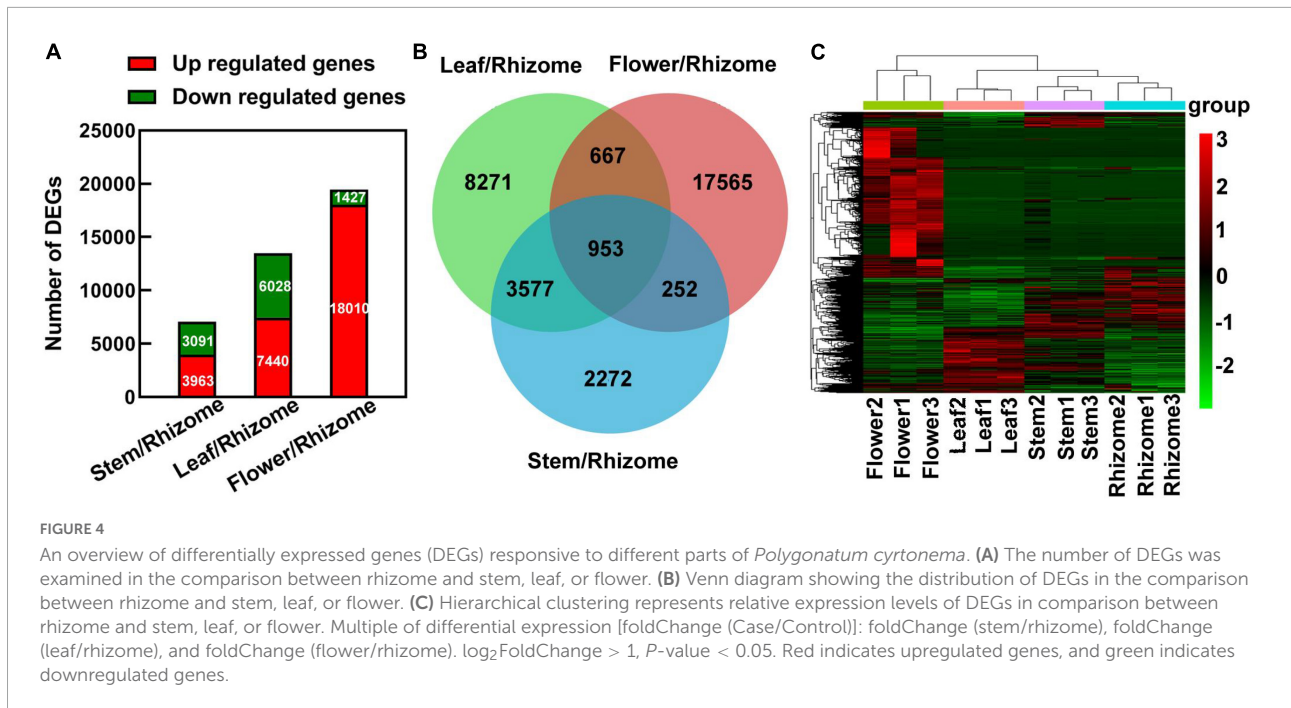 A
Up regulated genes
Down regulated genes
Number of DEGs
25000
20000
15000
10000
5000
0
3091
3963
6028
7440
1427
18010
Stem/Rhizome
Leaf/Rhizome
Flower/Rhizome
B
Leaf/Rhizome
Flower/Rhizome
8271
667
17565
953
3577
252
2272
Stem/Rhizome
C
group
3
2
1
0
-1
-2
Flower2
Flower1
Flower3
Leaf2
Leaf1
Leaf3
Stem2
Stem1
Stem3
Rhizome2
Rhizome1
Rhizome3
FIGURE 4
An overview of differentially expressed genes (DEGs) responsive to different parts of Polygonatum cyrtonema. (A) The number of DEGs was
examined in the comparison between rhizome and stem, leaf, or flower. (B) Venn diagram showing the distribution of DEGs in the comparison
between rhizome and stem, leaf, or flower. (C) Hierarchical clustering represents relative expression levels of DEGs in comparison between
rhizome and stem, leaf, or flower. Multiple of differential expression [foldChange (Case/Control)]: foldChange (stem/rhizome), foldChange
(leaf/rhizome), and foldChange (flower/rhizome). log₂FoldChange > 1, P-value < 0.05. Red indicates upregulated genes, and green indicates
downregulated genes.